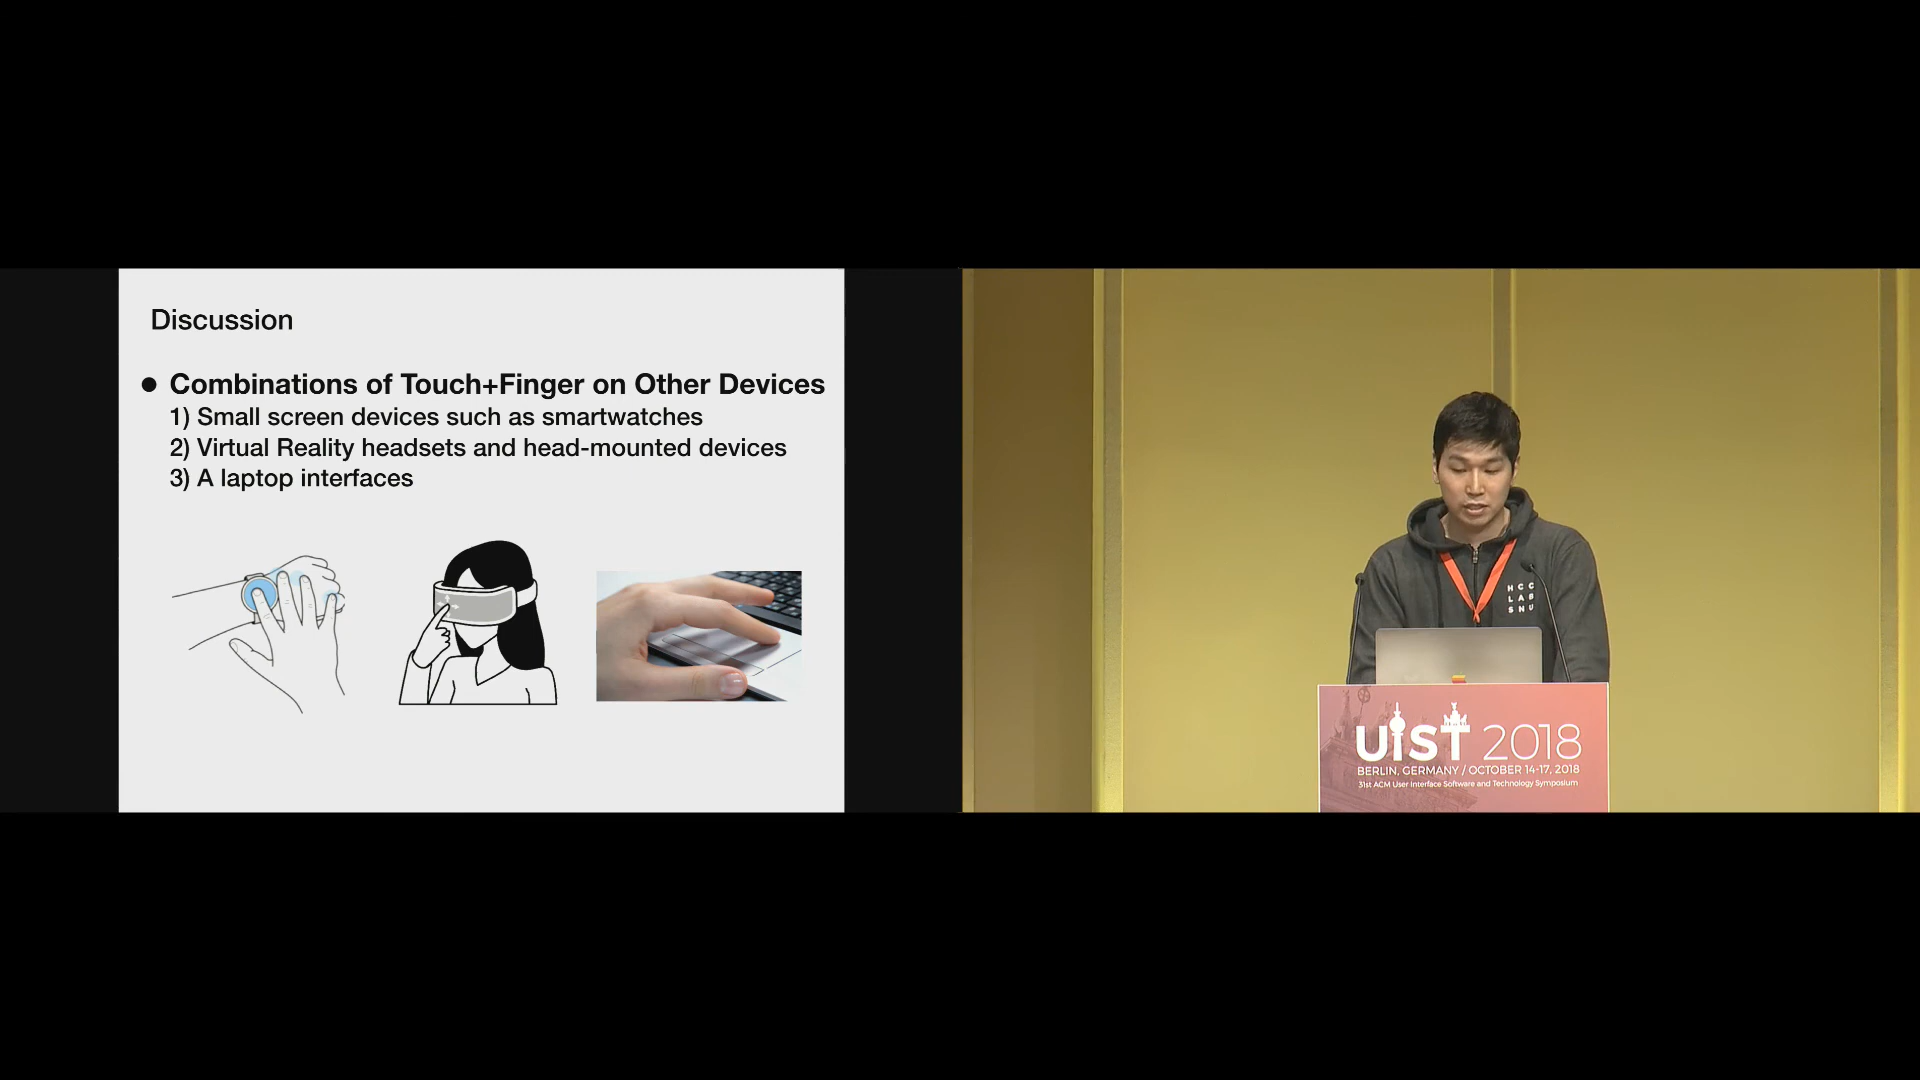 Discussion
● Combinations of Touch+Finger on Other Devices
1) Small screen devices such as smartwatches
2) Virtual Reality headsets and head-mounted devices
3) A laptop interfaces
HCC
LAB
SNU
UIST 2018
BERLIN, GERMANY / OCTOBER 14-17, 2018
31st ACM User Interface Software and Technology Symposium